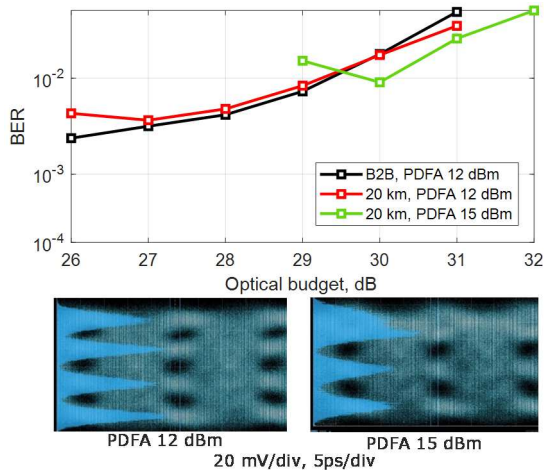 10-2
10-3
10-4
BER
26 27 28 29 30 31 32
Optical budget, dB
B2B, PDFA 12 dBm
20 km, PDFA 12 dBm
20 km, PDFA 15 dBm
PDFA 12 dBm
PDFA 15 dBm
20 mV/div, 5ps/div